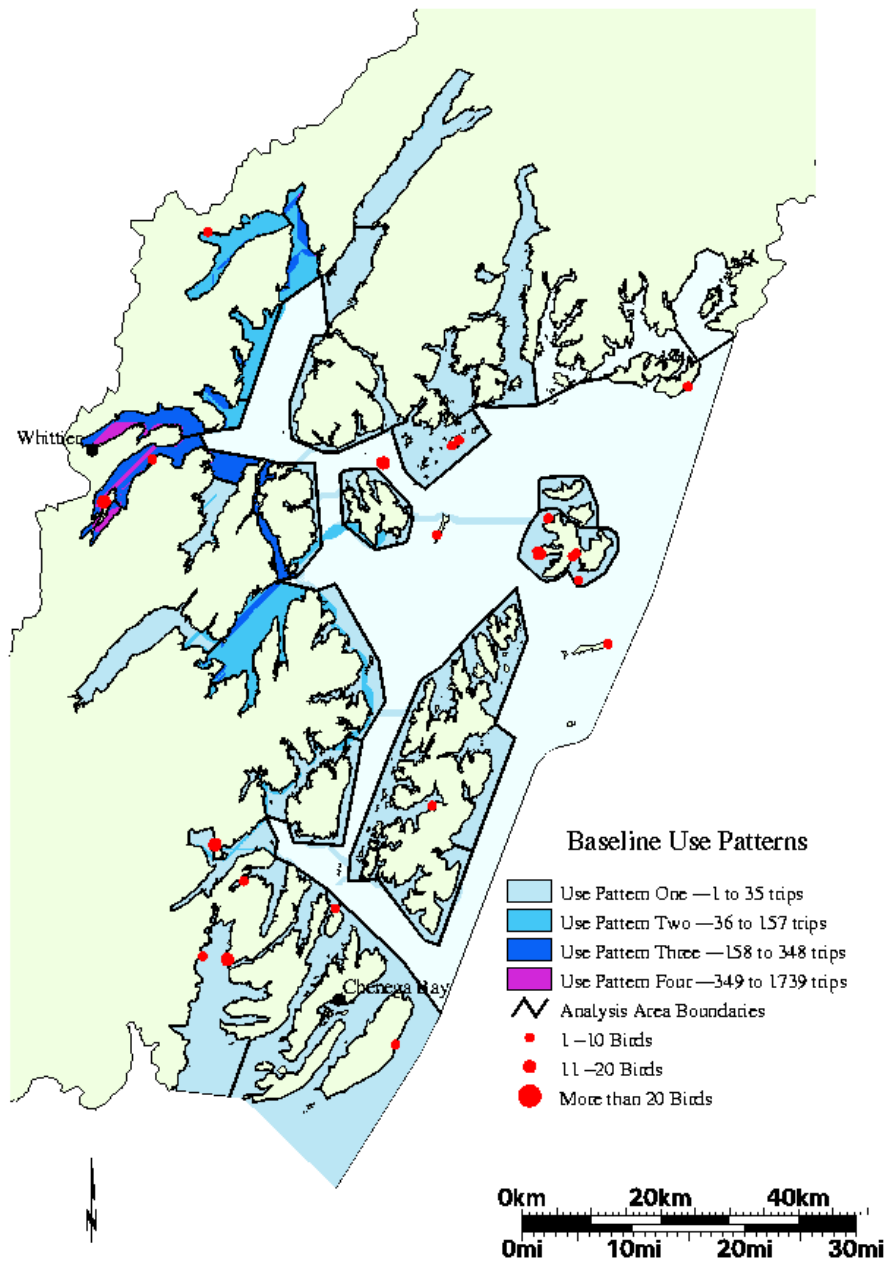 Whittier
Baseline Use Patterns
Use Pattern One —1 to 35 trips
Use Pattern Two —36 to 157 trips
Use Pattern Three —158 to 348 trips
Use Pattern Four —349 to 1739 trips
Chenega Bay
Analysis Area Boundaries
1 –10 Birds
11 –20 Birds
More than 20 Birds
N
0km 20km 40km
0mi 10mi 20mi 30mi